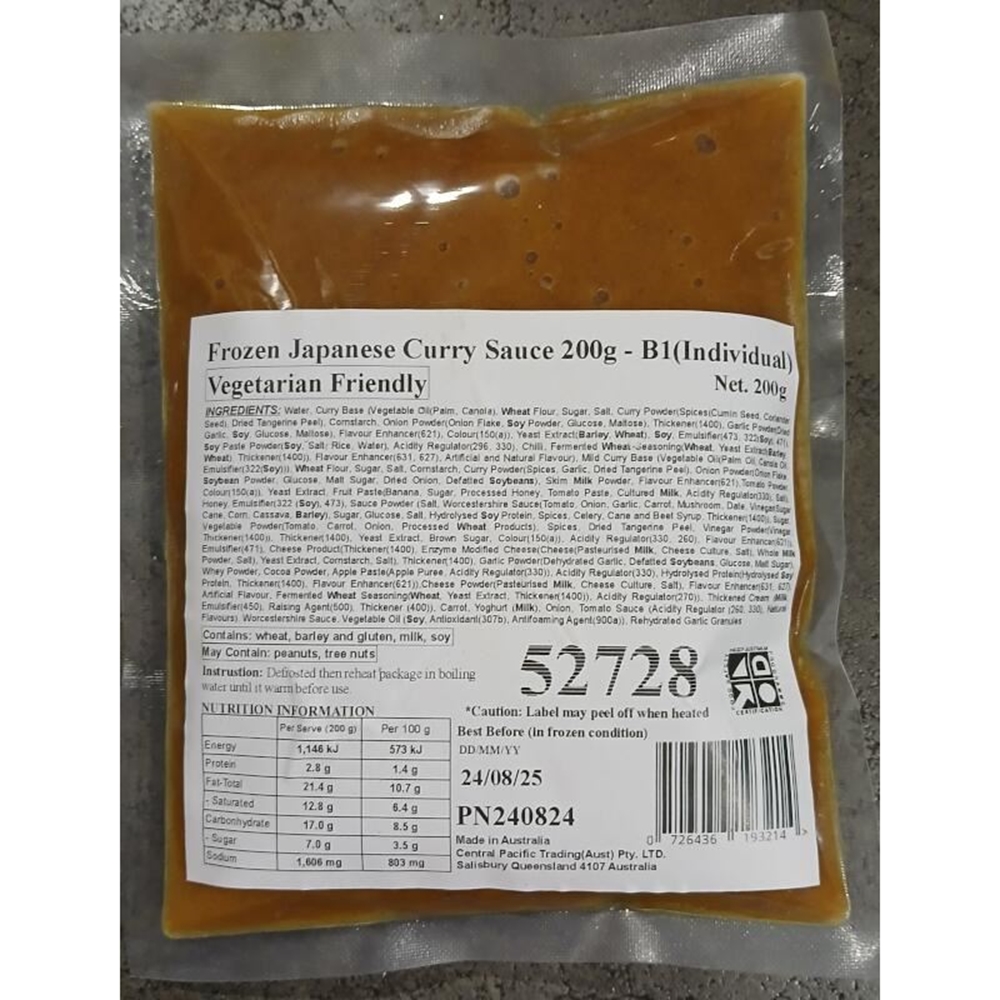 Frozen Japanese Curry Sauce 200g - B1(Individual)
Vegetarian Friendly
Net. 200g
INGREDIENTS: Water, Curry Base (Vegetable Oil(Palm, Canola), Wheat Flour, Sugar, Salt, Curry Powder(Spices(Cumin Seed, Coriander
Seed), Dried Tangerine Peel), Cornstarch, Onion Powder(Onion Flake, Soy Powder, Glucose, Maltose), Thickener(1400), Garlic Powder(Dried
Garlic, Soy, Glucose, Maltose), Flavour Enhancer(621), Colour(150(a)), Yeast Extract(Barley, Wheat), Soy, Emulsifier(473, 322(Soy), 471),
Soy Paste Powder(Soy, Salt, Rice, Water), Acidity Regulator(296, 330), Chilli, Fermented Wheat Seasoning(Wheat, Yeast Extract(Barley,
Wheat), Thickener(1400)), Flavour Enhancer(631, 627), Artificial and Natural Flavour), Mild Curry Base (Vegetable Oil(Palm Oil, Canola Oil,
Emulsifier(322(Soy))), Wheat Flour, Sugar, Salt, Cornstarch, Curry Powder(Spices, Garlic, Dried Tangerine Peel), Onion Powder(Onion Flake,
Soybean Powder, Glucose, Malt Sugar, Dried Onion, Defatted Soybeans), Skim Milk Powder, Flavour Enhancer(621), Tomato Powder,
Colour(150(a)), Yeast Extract, Fruit Paste(Banana, Sugar, Processed Honey, Tomato Paste, Cultured Milk, Acidity Regulator(330), Salt),
Honey, Emulsifier(322 (Soy), 473), Sauce Powder (Salt, Worcestershire Sauce(Tomato, Onion, Garlic, Carrot, Mushroom, Date, Vinegar(Sugar
Cane, Corn, Cassava, Barley), Sugar, Glucose, Salt, Hydrolysed Soy Protein, Spices, Celery, Cane and Beet Syrup, Thickener(1400)), Sugar,
Vegetable Powder(Tomato, Carrot, Onion, Processed Wheat Products), Spices, Dried Tangerine Peel, Vinegar Powder(Vinegar,
Thickener(1400)), Thickener(1400), Yeast Extract, Brown Sugar, Colour(150(a)), Acidity Regulator(330, 260), Flavour Enhancer(621)),
Emulsifier(471), Cheese Product(Thickener(1400), Enzyme Modified Cheese(Cheese(Pasteurised Milk, Cheese Culture, Salt), Whole Milk
Powder, Salt), Yeast Extract, Cornstarch, Salt), Thickener(1400), Garlic Powder(Dehydrated Garlic, Defatted Soybeans, Glucose, Malt Sugar),
Whey Powder, Cocoa Powder, Apple Paste(Apple Puree, Acidity Regulator(330)), Acidity Regulator(330), Hydrolysed Protein(Hydrolysed Soy
Protein, Thickener(1400), Flavour Enhancer(621)), Cheese Powder(Pasteurised Milk, Cheese Culture, Salt), Flavour Enhancer(631, 627),
Artificial Flavour, Fermented Wheat Seasoning(Wheat, Yeast Extract, Thickener(1400)), Acidity Regulator(270)), Thickened Cream (Milk,
Emulsifier(450), Raising Agent(500), Thickener (400)), Carrot, Yoghurt (Milk), Onion, Tomato Sauce (Acidity Regulator (260, 330), Natural
Flavours), Worcestershire Sauce, Vegetable Oil (Soy, Antioxidant(307b), Antifoaming Agent(900a)), Rehydrated Garlic Granules
Contains: wheat, barley and gluten, milk, soy
May Contain: peanuts, tree nuts
Instrustion: Defrosted then reheat package in boiling
water until it warm before use
52728
CERTIFICATION
*Caution: Label may peel off when heated
NUTRITION INFORMATION
Per Serve (200 g) Per 100 g
Energy 1,146 kJ 573 kJ
Protein 2.8 g 1.4 g
Fat-Total 21.4 g 10.7 g
- Saturated 12.8 g 6.4 g
Carbonhydrate 17.0 g 8.5 g
- Sugar 7.0 g 3.5 g
Sodium 1,606 mg 803 mg
Best Before (in frozen condition)
DD/MM/YY
24/08/25
PN240824
Made in Australia
Central Pacific Trading(Aust) Pty. LTD.
Salisbury Queensland 4107 Australia
0 726436 193214 >